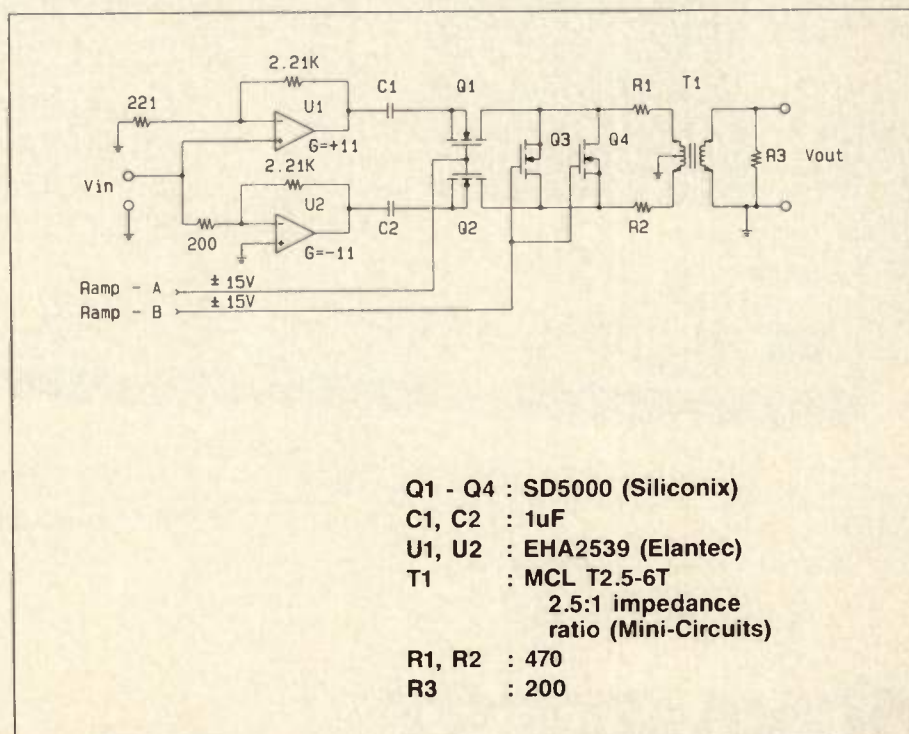 2.21K
C1
Q1
R1
T1
221
U1
Q3
Q4
G=+11
R3
Vout
2.21K
Vin
U2
C2
Q2
R2
200
G=-11
Ramp - A
± 15V
Ramp - B
± 15V
Q1 - Q4 : SD5000 (Siliconix)
C1, C2 : 1uF
U1, U2 : EHA2539 (Elantec)
T1 : MCL T2.5-6T
2.5:1 impedance
ratio (Mini-Circuits)
R1, R2 : 470
R3 : 200